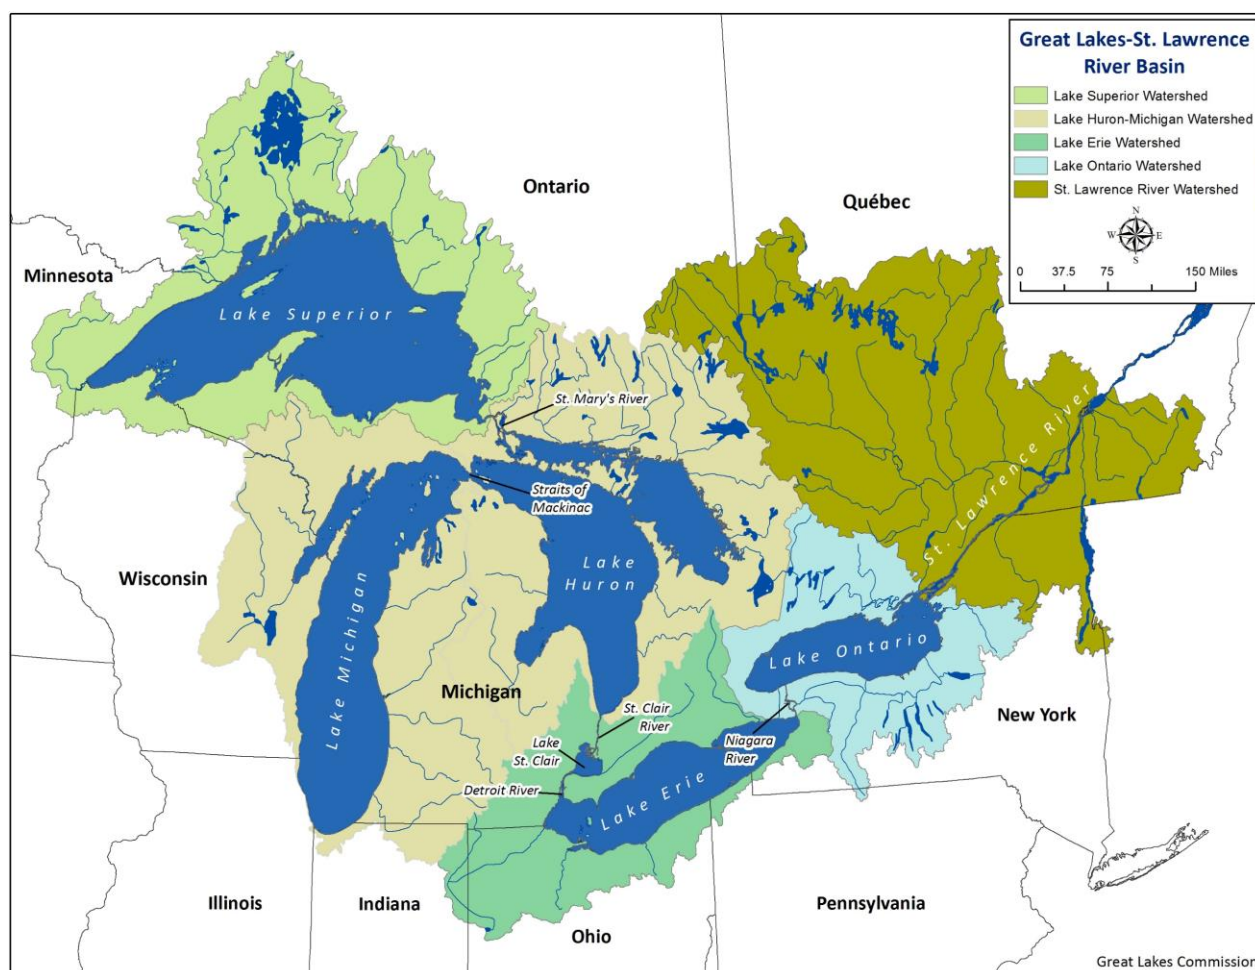 Great Lakes-St. Lawrence
River Basin
Lake Superior Watershed
Lake Huron-Michigan Watershed
Lake Erie Watershed
Lake Ontario Watershed
St. Lawrence River Watershed
N
W E
S
0 37.5 75 150 Miles
Ontario
Québec
Minnesota
Lake Superior
St. Mary's River
Straits of
Mackinac
St. Lawrence River
Wisconsin
Lake
Huron
Lake Michigan
Lake Ontario
Michigan
St. Clair
River
New York
Lake
St. Clair
Niagara
River
Detroit River
Lake Erie
Illinois
Indiana
Pennsylvania
Ohio
Great Lakes Commission